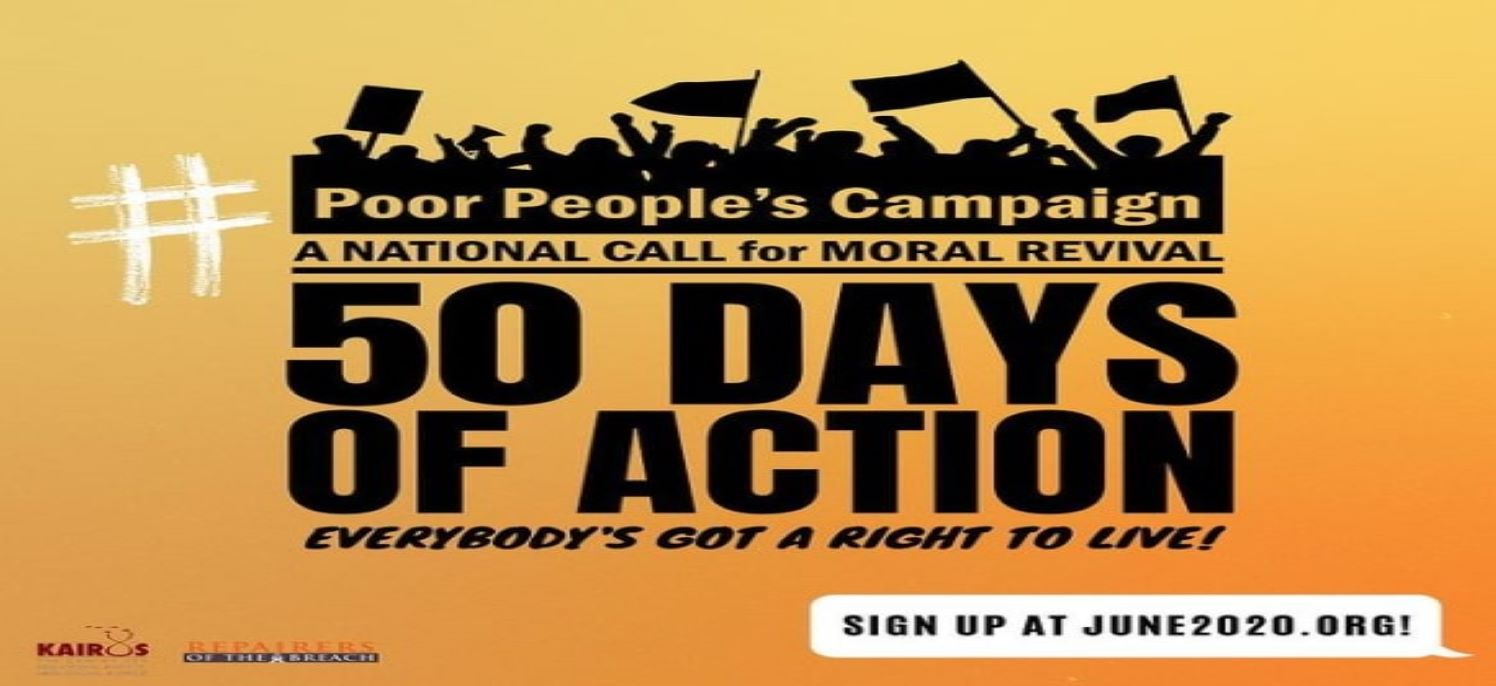 #
Poor People's Campaign
A NATIONAL CALL for MORAL REVIVAL
50 DAYS
OF ACTION
EVERYBODY'S GOT A RIGHT TO LIVE!
SIGN UP AT JUNE2020.ORG!
KAIROS
REPAIRERS
OF THE BREACH